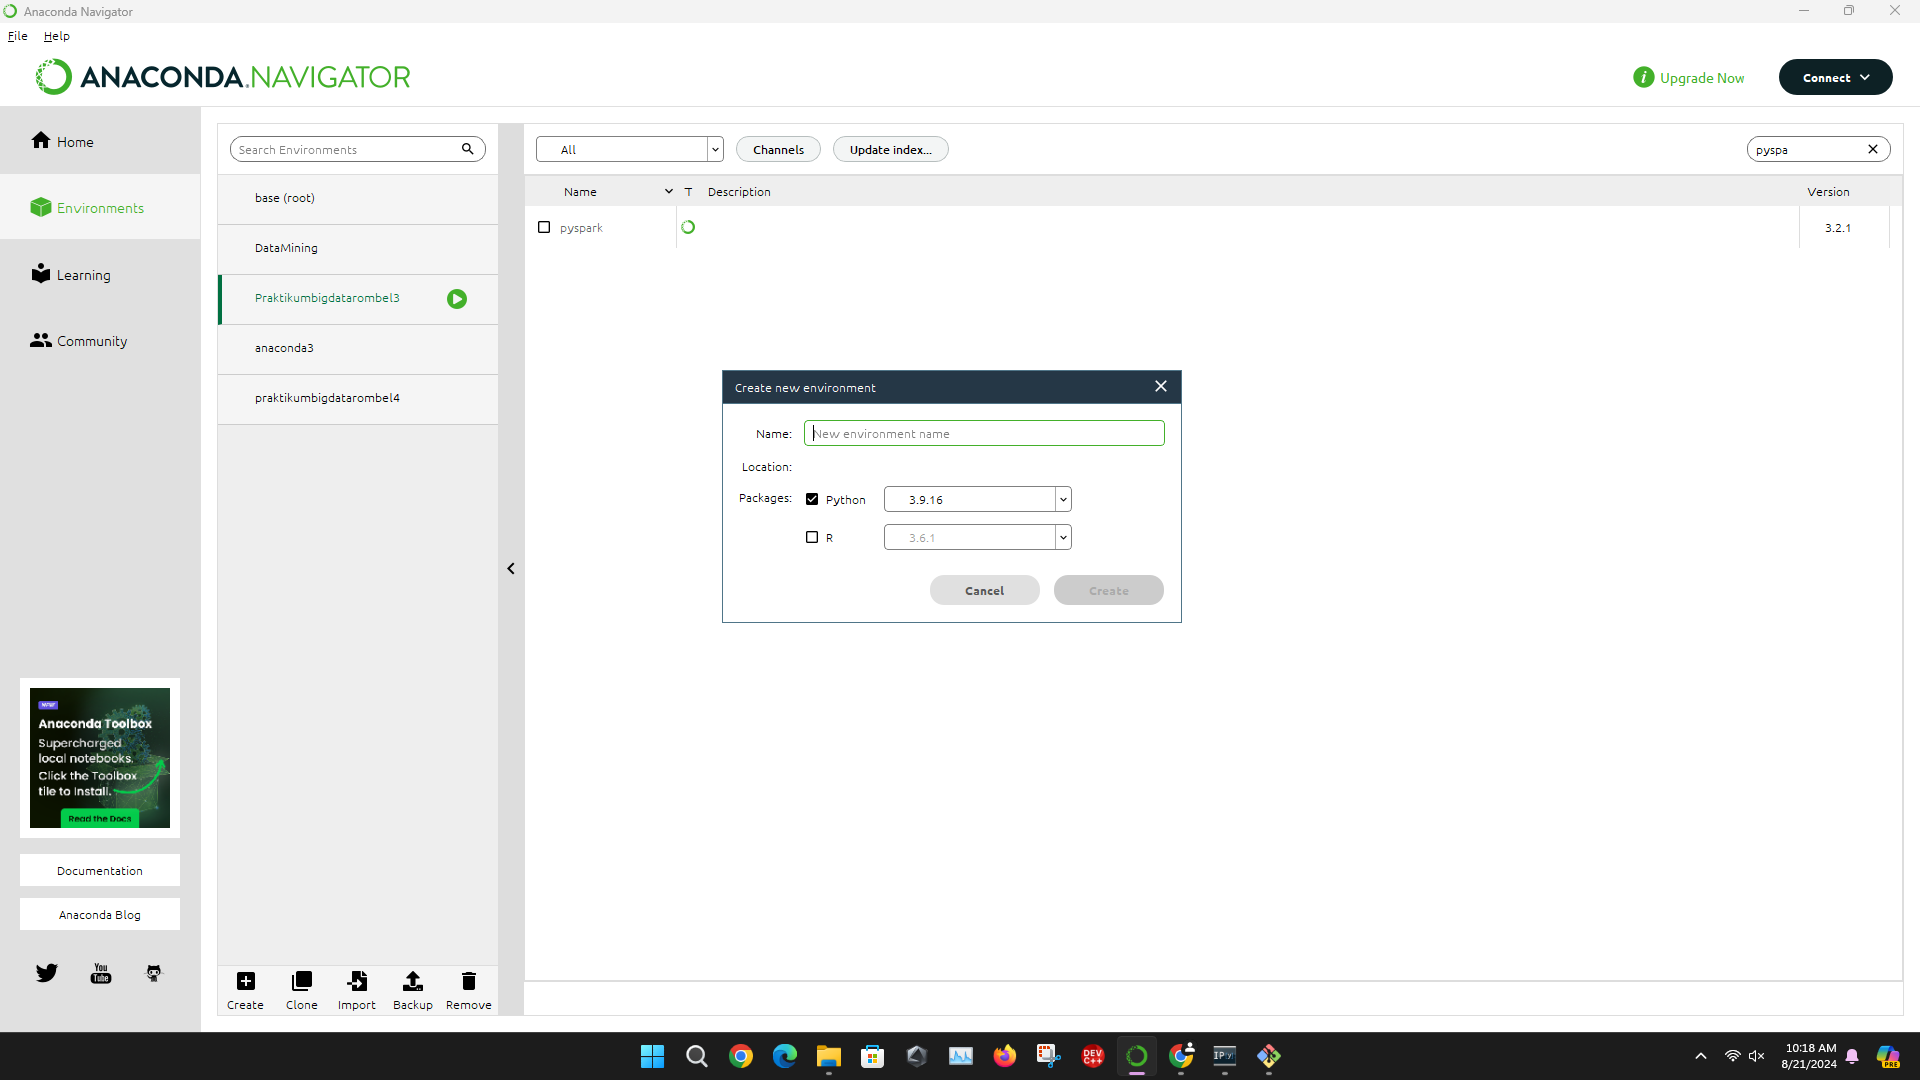 Anaconda Navigator
File Help
ANACONDA.NAVIGATOR
i Upgrade Now
Connect
Home
Environments
Learning
Community
NEW
Anaconda Toolbox
Supercharged
local notebooks.
Click the Toolbox
tile to Install.
Read the Docs
Documentation
Anaconda Blog
You
Tube
Search Environments
base (root)
DataMining
Praktikumbigdatarombel3
anaconda3
praktikumbigdatarombel4
Create Clone Import Backup Remove
All Channels Update index... pyspa
Name T Description Version
pyspark 3.2.1
Create new environment
Name: New environment name
Location:
Packages: Python 3.9.16
R 3.6.1
Cancel Create
DEV
C++
IP[y]
10:18 AM
8/21/2024
PRE